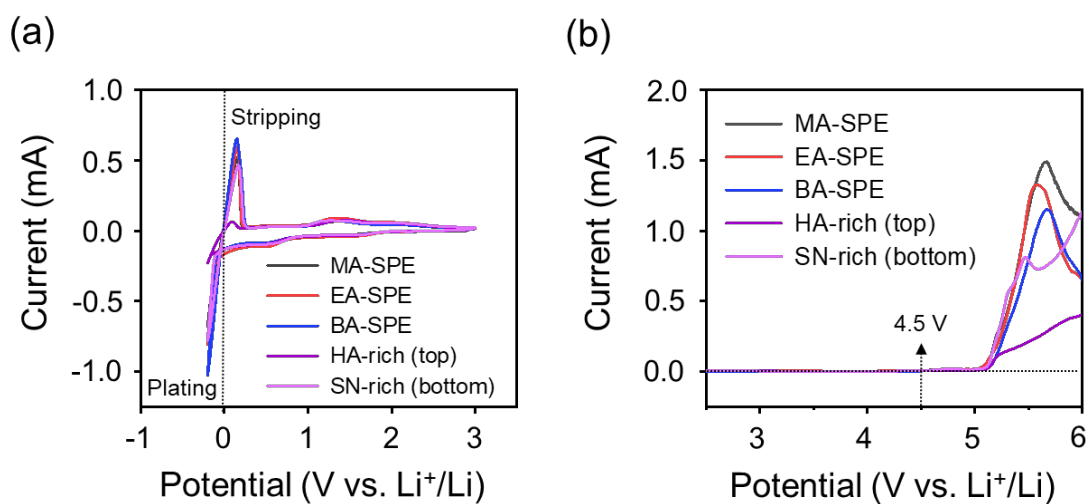 (a)
Current (mA)
1.0
0.5
0.0
-0.5
-1.0
Stripping
Plating
MA-SPE
EA-SPE
BA-SPE
HA-rich (top)
SN-rich (bottom)
-1 0 1 2 3
Potential (V vs. Li⁺/Li)
(b)
Current (mA)
2.0
1.5
1.0
0.5
0.0
MA-SPE
EA-SPE
BA-SPE
HA-rich (top)
SN-rich (bottom)
4.5 V
3 4 5 6
Potential (V vs. Li⁺/Li)